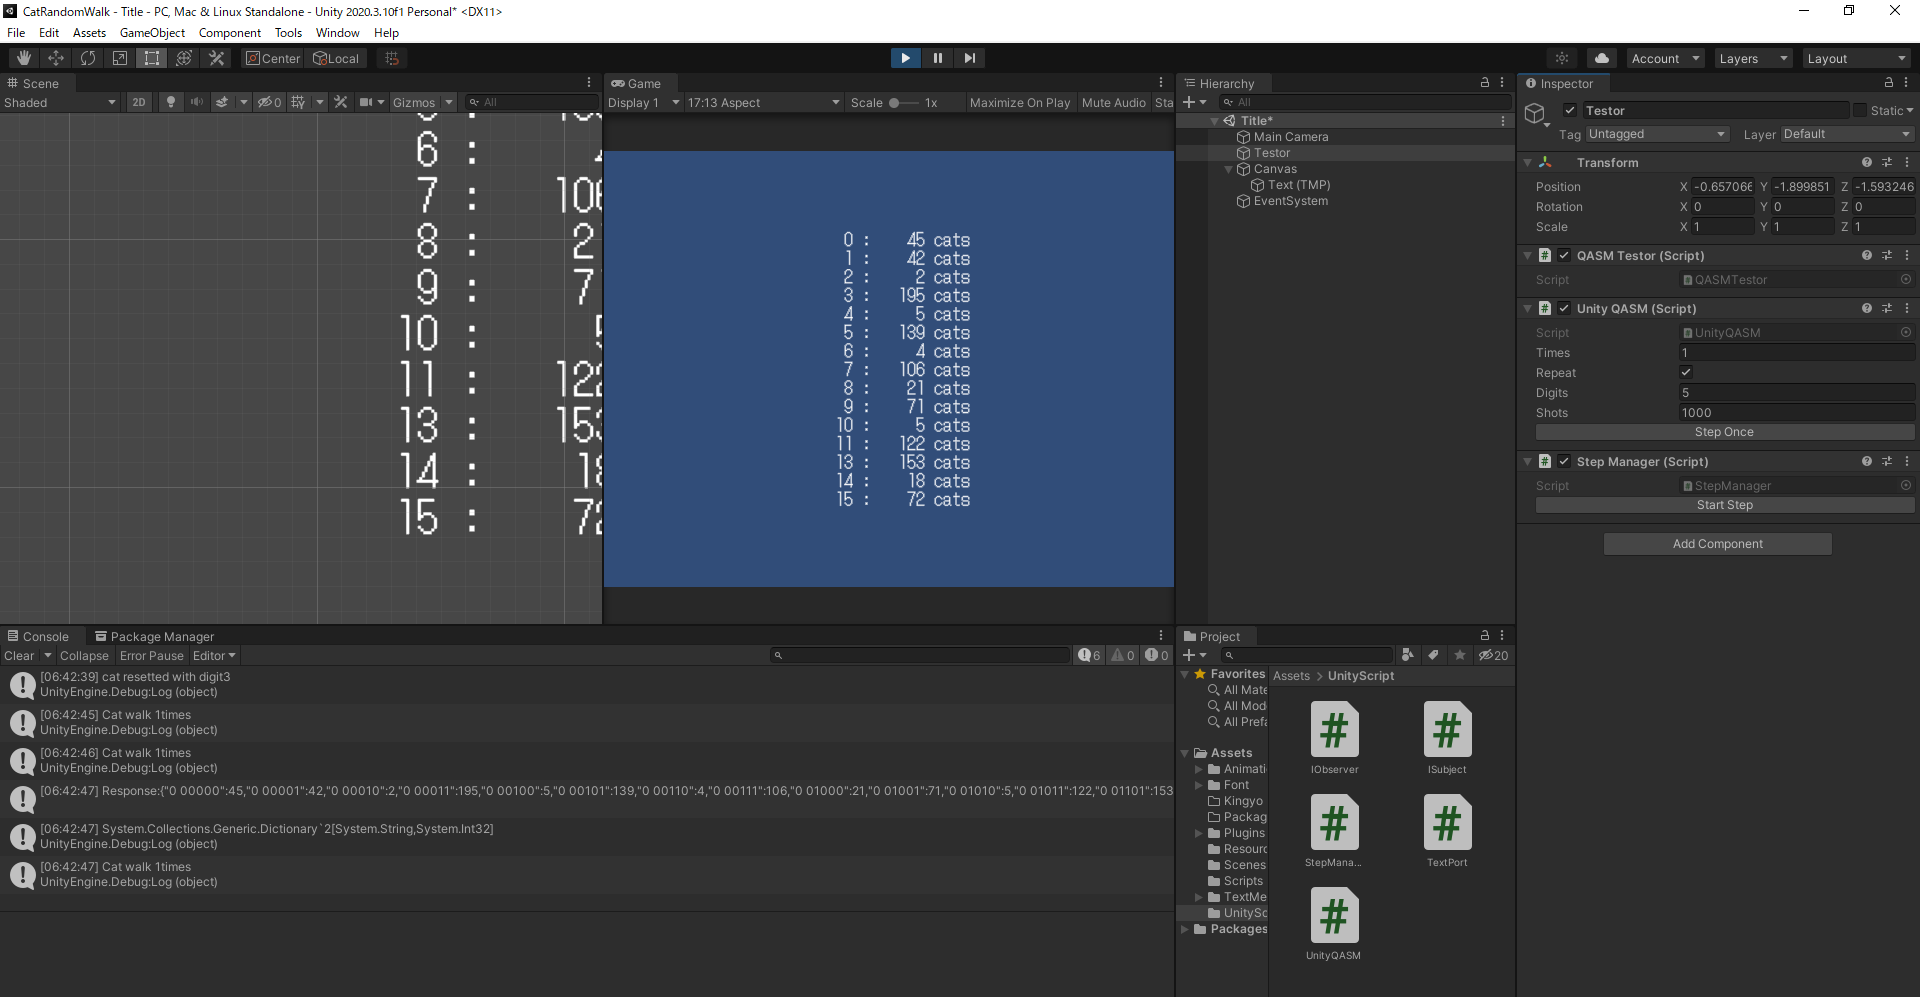 CatRandomWalk - Title - PC, Mac & Linux Standalone - Unity 2020.3.10f1 Personal* <DX11>
File Edit Assets GameObject Component Tools Window Help
Center Local Account Layers Layout
Scene
Shaded 2D 0 Gizmos All
6 :
7 : 106
8 : 2
9 : 7
10 :
11 : 122
13 : 153
14 : 18
15 : 72
Game
Display 1 17:13 Aspect Scale 1x Maximize On Play Mute Audio Sta
0 : 45 cats
1 : 42 cats
2 : 2 cats
3 : 195 cats
4 : 5 cats
5 : 139 cats
6 : 4 cats
7 : 106 cats
8 : 21 cats
9 : 71 cats
10 : 5 cats
11 : 122 cats
13 : 153 cats
14 : 18 cats
15 : 72 cats
Hierarchy
All
Title*
Main Camera
Testor
Canvas
Text (TMP)
EventSystem
Inspector
Testor Static
Tag Untagged Layer Default
Transform
Position X -0.657066 Y -1.899851 Z -1.593246
Rotation X 0 Y 0 Z 0
Scale X 1 Y 1 Z 1
QASM Testor (Script)
Script QASMTestor
Unity QASM (Script)
Script UnityQASM
Times 1
Repeat
Digits 5
Shots 1000
Step Once
Step Manager (Script)
Script StepManager
Start Step
Add Component
Console Package Manager
Clear Collapse Error Pause Editor 6 0 0
[06:42:39] cat resetted with digit3
UnityEngine.Debug:Log (object)
[06:42:45] Cat walk 1times
UnityEngine.Debug:Log (object)
[06:42:46] Cat walk 1times
UnityEngine.Debug:Log (object)
[06:42:47] Response:{"0 00000":45,"0 00001":42,"0 00010":2,"0 00011":195,"0 00100":5,"0 00101":139,"0 00110":4,"0 00111":106,"0 01000":21,"0 01001":71,"0 01010":5,"0 01011":122,"0 01101":153
[06:42:47] System.Collections.Generic.Dictionary`2[System.String,System.Int32]
UnityEngine.Debug:Log (object)
[06:42:47] Cat walk 1times
UnityEngine.Debug:Log (object)
Project
20
Favorites
All Mate
All Mod
All Prefa
Assets
Animati
Font
Kingyo
Packag
Plugins
Resourc
Scenes
Scripts
TextMe
UnitySc
Packages
Assets > UnityScript
IObserver ISubject
StepMana... TextPort
UnityQASM